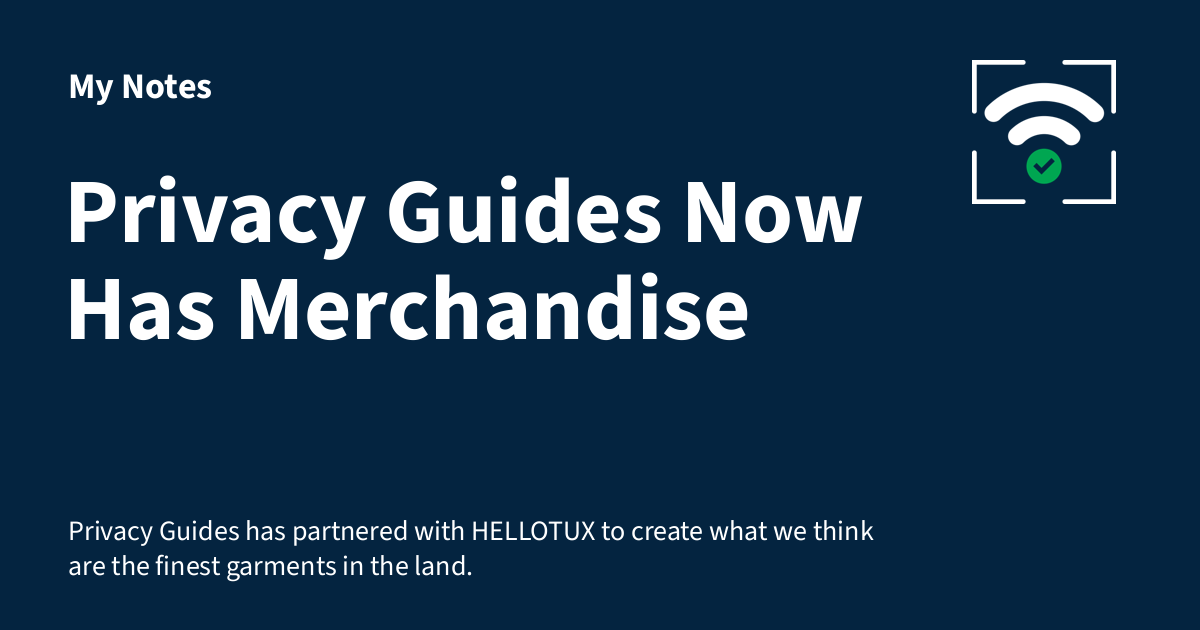 My Notes
Privacy Guides Now
Has Merchandise
Privacy Guides has partnered with HELLOTUX to create what we think
are the finest garments in the land.